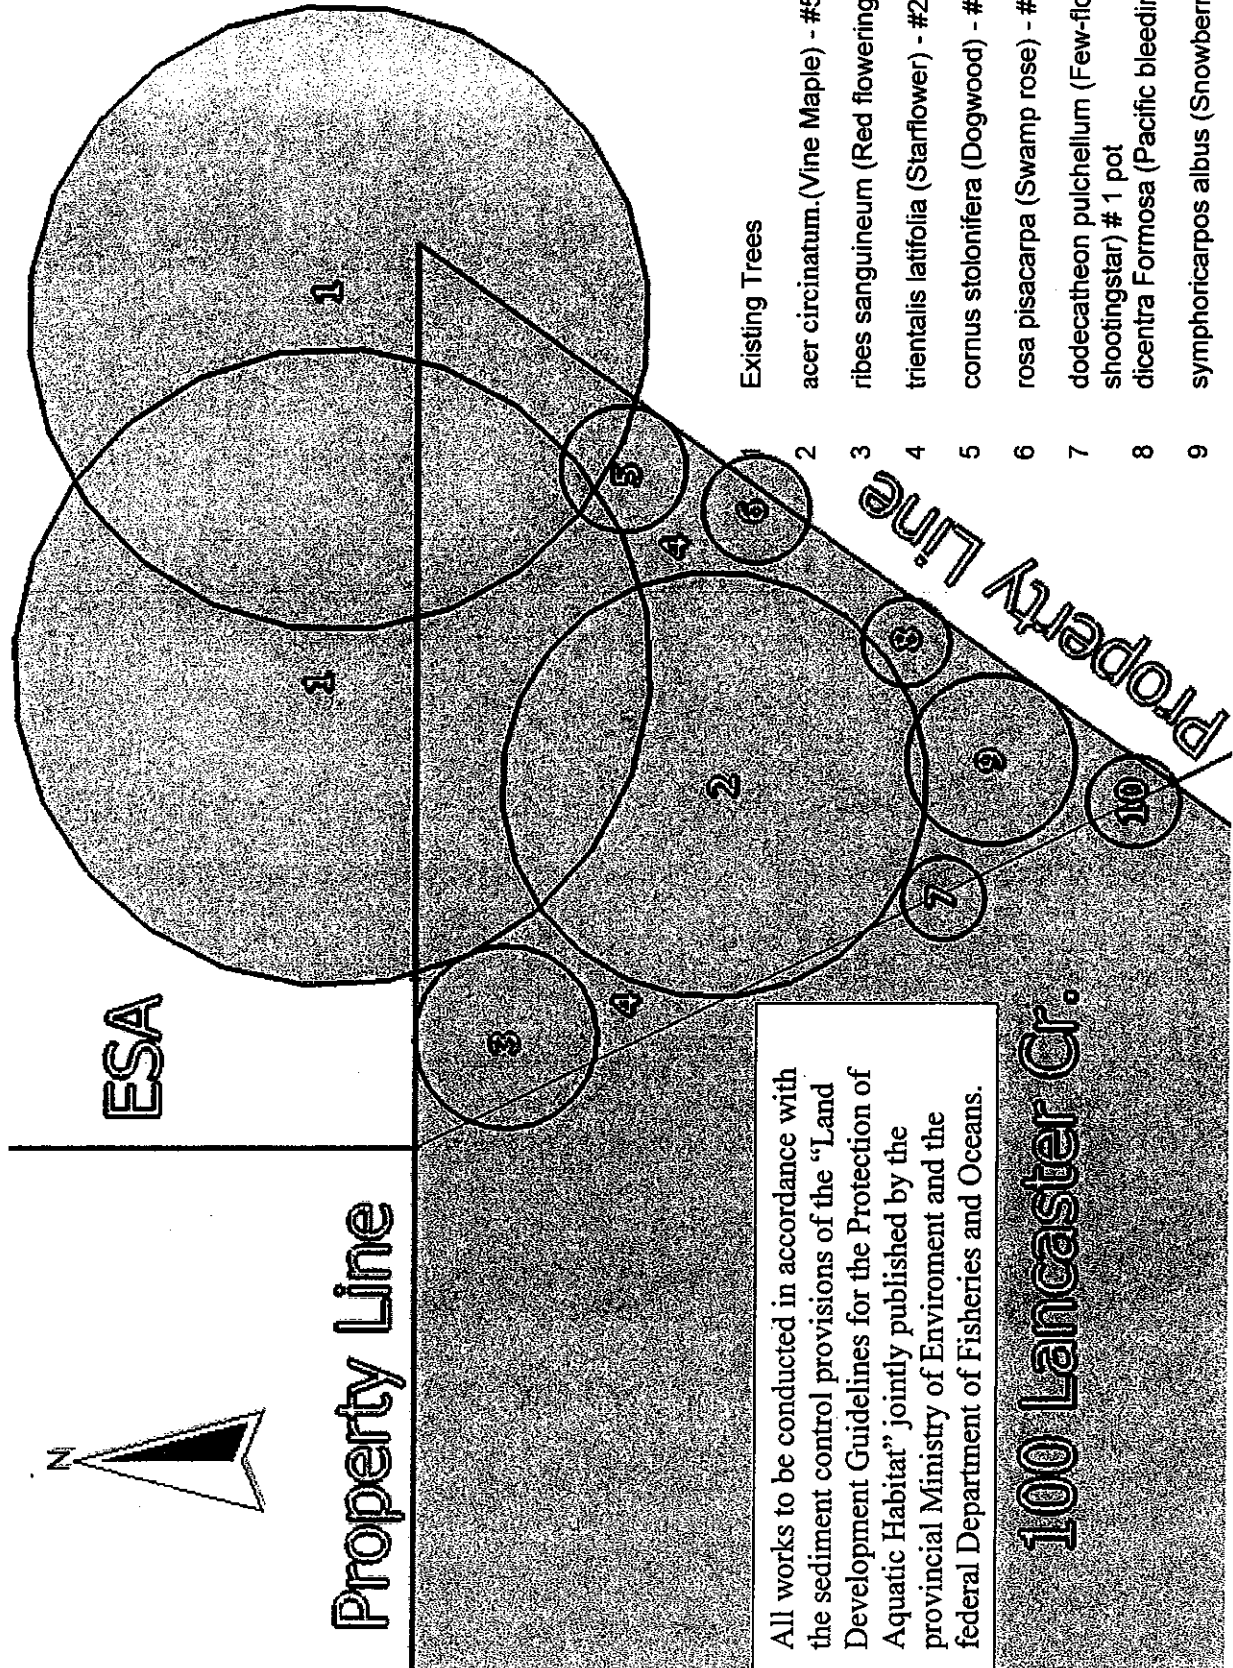 N
ESA
Property Line
1
1
3
5
4
4
6
2
8
7
9
10
Property Line
All works to be conducted in accordance with
the sediment control provisions of the “Land
Development Guidelines for the Protection of
Aquatic Habitat” jointly published by the
provincial Ministry of Enviroment and the
federal Department of Fisheries and Oceans.
100 Lancaster Cr.
1 Existing Trees
2 acer circinatum.(Vine Maple) - #5
3 ribes sanguineum (Red flowering
4 trientalis latifolia (Starflower) - #2
5 cornus stolonifera (Dogwood) - #
6 rosa pisacarpa (Swamp rose) - #
7 dodecatheon pulchellum (Few-flo
shootingstar) # 1 pot
8 dicentra Formosa (Pacific bleedin
9 symphoricarpos albus (Snowberr